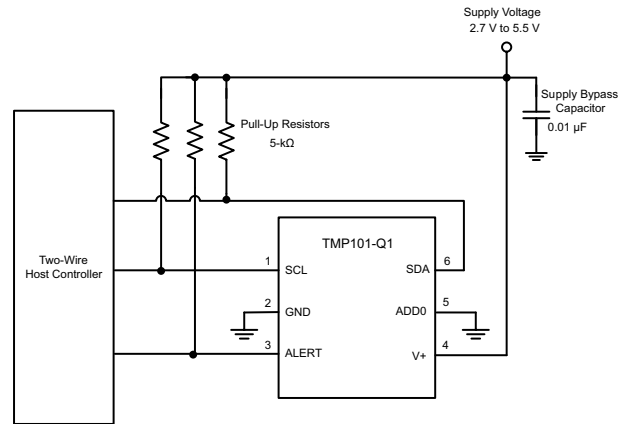 Supply Voltage
2.7 V to 5.5 V
Supply Bypass
Capacitor
0.01 µF
Pull-Up Resistors
5-kΩ
Two-Wire
Host Controller
TMP101-Q1
1
SCL
SDA
6
2
GND
ADD0
5
3
ALERT
V+
4